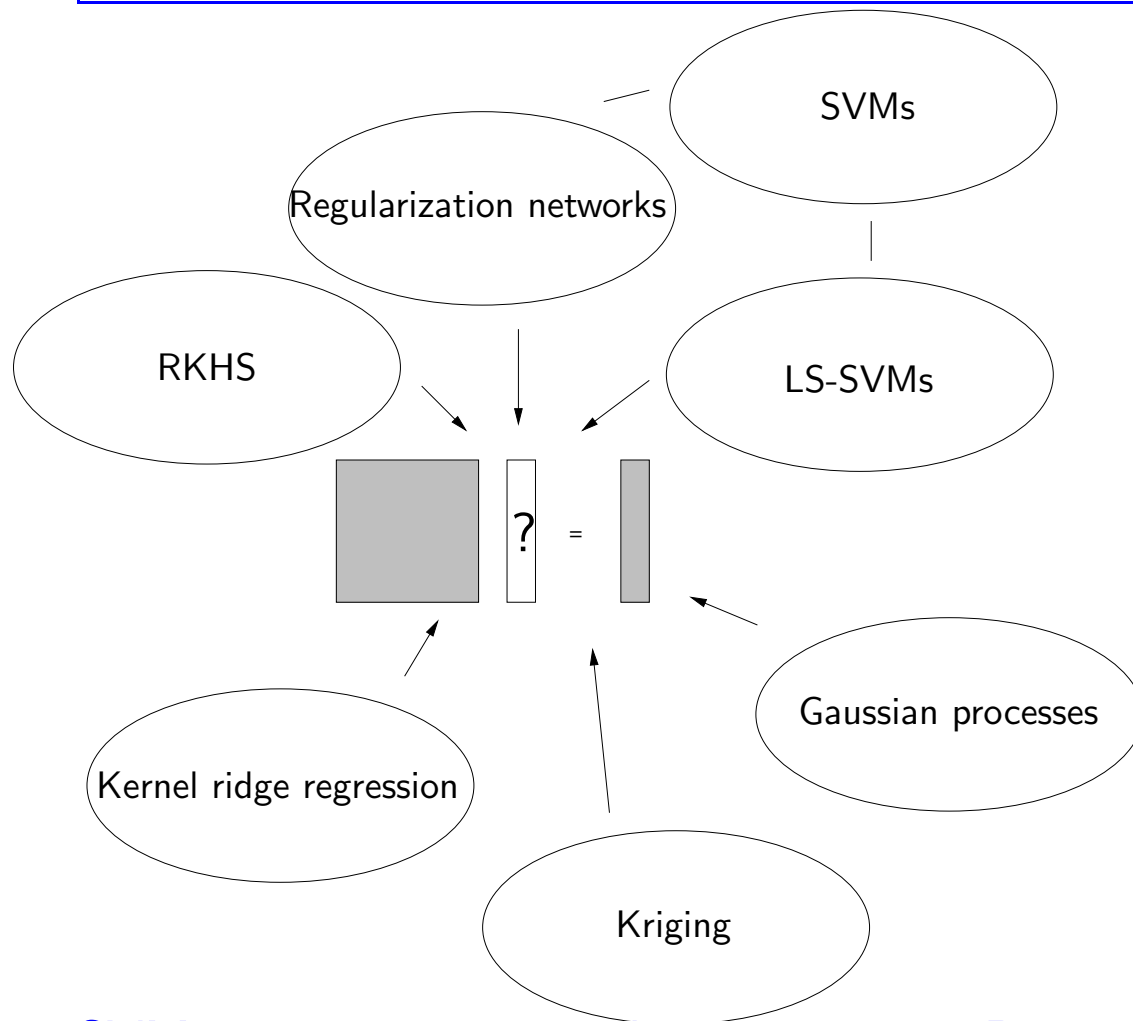 SVMs
Regularization networks
RKHS
LS-SVMs
? =
Gaussian processes
Kernel ridge regression
Kriging